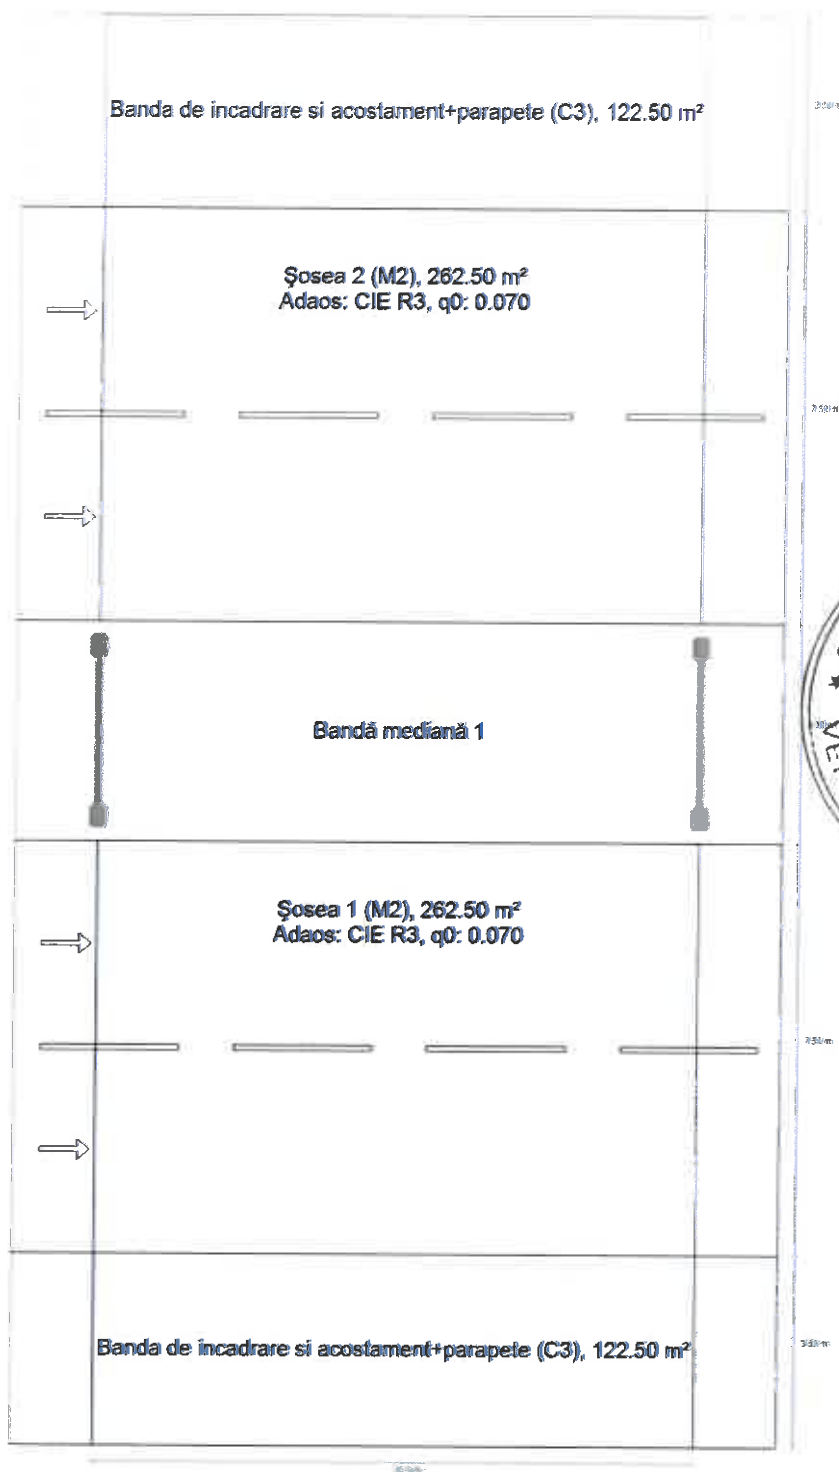 Banda de incadrare si acostament+parapete (C3), 122.50 m²
Şosea 2 (M2), 262.50 m²
Adaos: CIE R3, q0: 0.070
Bandă mediană 1
Şosea 1 (M2), 262.50 m²
Adaos: CIE R3, q0: 0.070
Banda de incadrare si acostament+parapete (C3), 122.50 m²